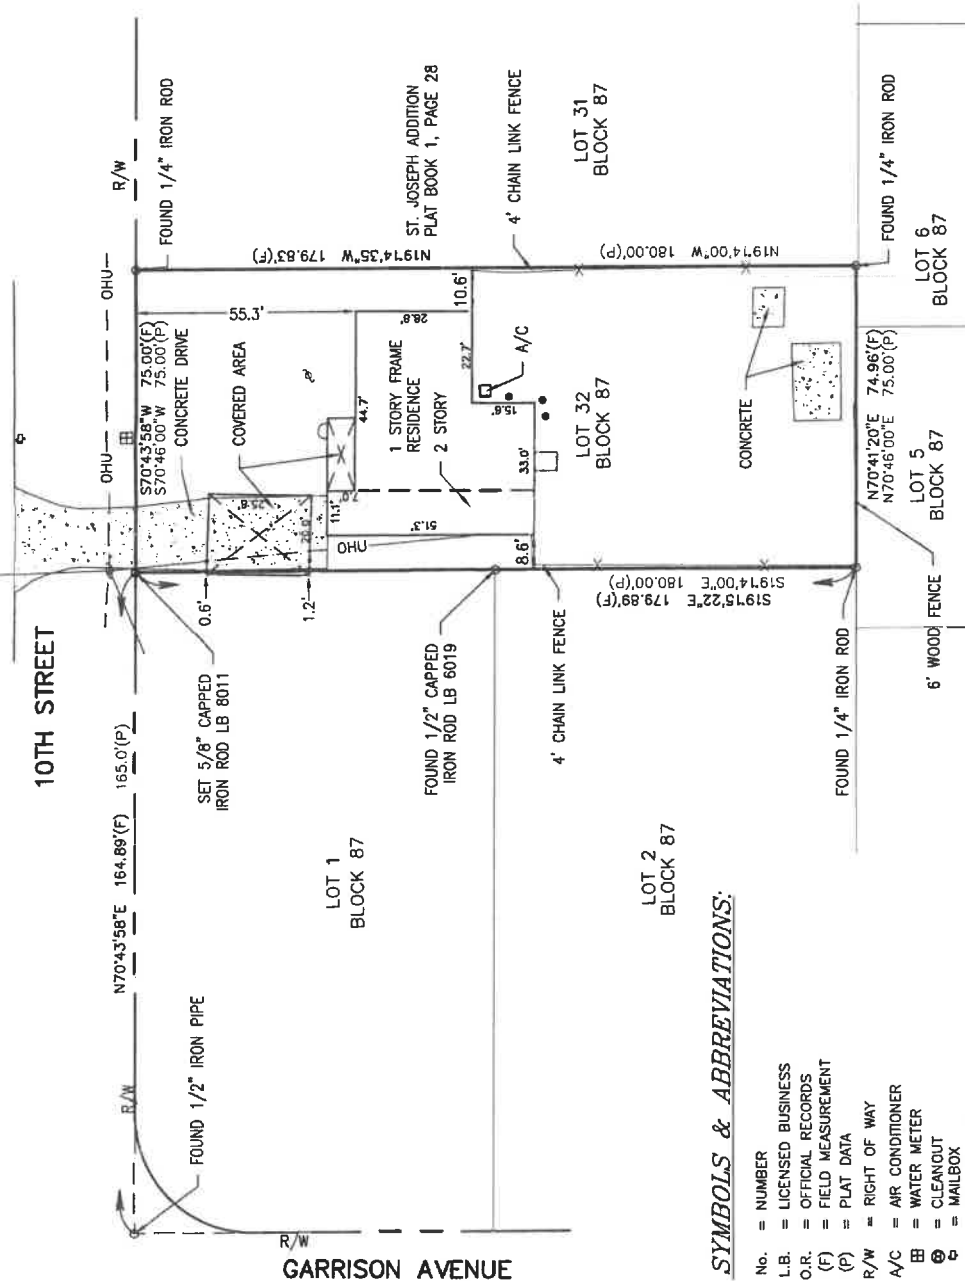 10TH STREET
R/W
OHU
OHU
FOUND 1/4" IRON ROD
S70°43'58"W 75.00'(F)
S70°46'00"W 75.00'(P)
CONCRETE DRIVE
COVERED AREA
N70°43'58"E 164.89'(F) 165.0'(P)
R/W
FOUND 1/2" IRON PIPE
R/W
GARRISON AVENUE
SET 5/8" CAPPED
IRON ROD LB 8011
0.6'
1.2'
25.8'
20.0'
55.3'
ST. JOSEPH ADDITION
PLAT BOOK 1, PAGE 28
N19°14'35"W 179.83'(F)
N19°14'00"W 180.00'(P)
4' CHAIN LINK FENCE
LOT 31
BLOCK 87
11.1'
7.0'
44.7'
28.8'
10.6'
22.7'
A/C
15.6'
33.0'
8.6'
51.3'
OHU
1 STORY FRAME
RESIDENCE
2 STORY
LOT 32
BLOCK 87
FOUND 1/2" CAPPED
IRON ROD LB 6019
4' CHAIN LINK FENCE
S19°15'22"E 179.89'(F)
S19°14'00"E 180.00'(P)
CONCRETE
LOT 1
BLOCK 87
LOT 2
BLOCK 87
FOUND 1/4" IRON ROD
FOUND 1/4" IRON ROD
N70°41'20"E 74.96'(F)
N70°46'00"E 75.00'(P)
LOT 5
BLOCK 87
LOT 6
BLOCK 87
6' WOOD FENCE
SYMBOLS & ABBREVIATIONS:
No. = NUMBER
L.B. = LICENSED BUSINESS
O.R. = OFFICIAL RECORDS
(F) = FIELD MEASUREMENT
(P) = PLAT DATA
R/W = RIGHT OF WAY
A/C = AIR CONDITIONER
= WATER METER
= CLEANOUT
= MAILBOX